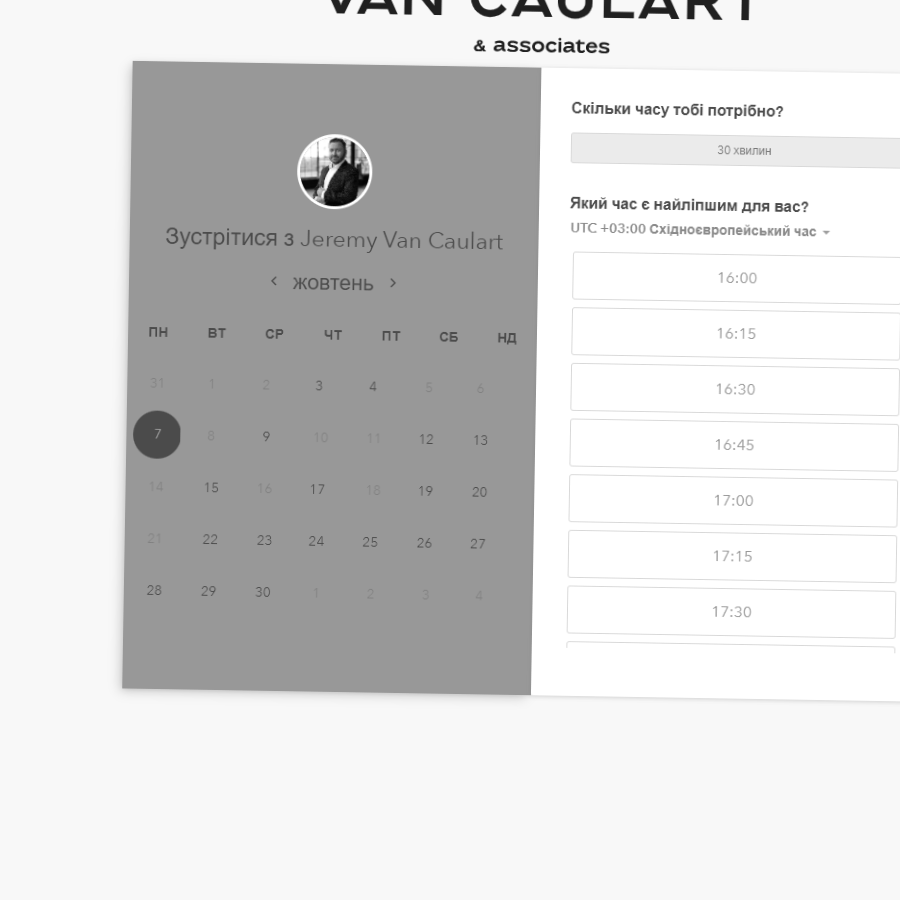 VAN CAULART
& associates
Зустрітися з Jeremy Van Caulart
‹ жовтень ›
ПН ВТ СР ЧТ ПТ СБ НД
31 1 2 3 4 5 6
7 8 9 10 11 12 13
14 15 16 17 18 19 20
21 22 23 24 25 26 27
28 29 30 1 2 3 4
Скільки часу тобі потрібно?
30 хвилин
Який час є найліпшим для вас?
UTC +03:00 Східноєвропейський час
16:00
16:15
16:30
16:45
17:00
17:15
17:30